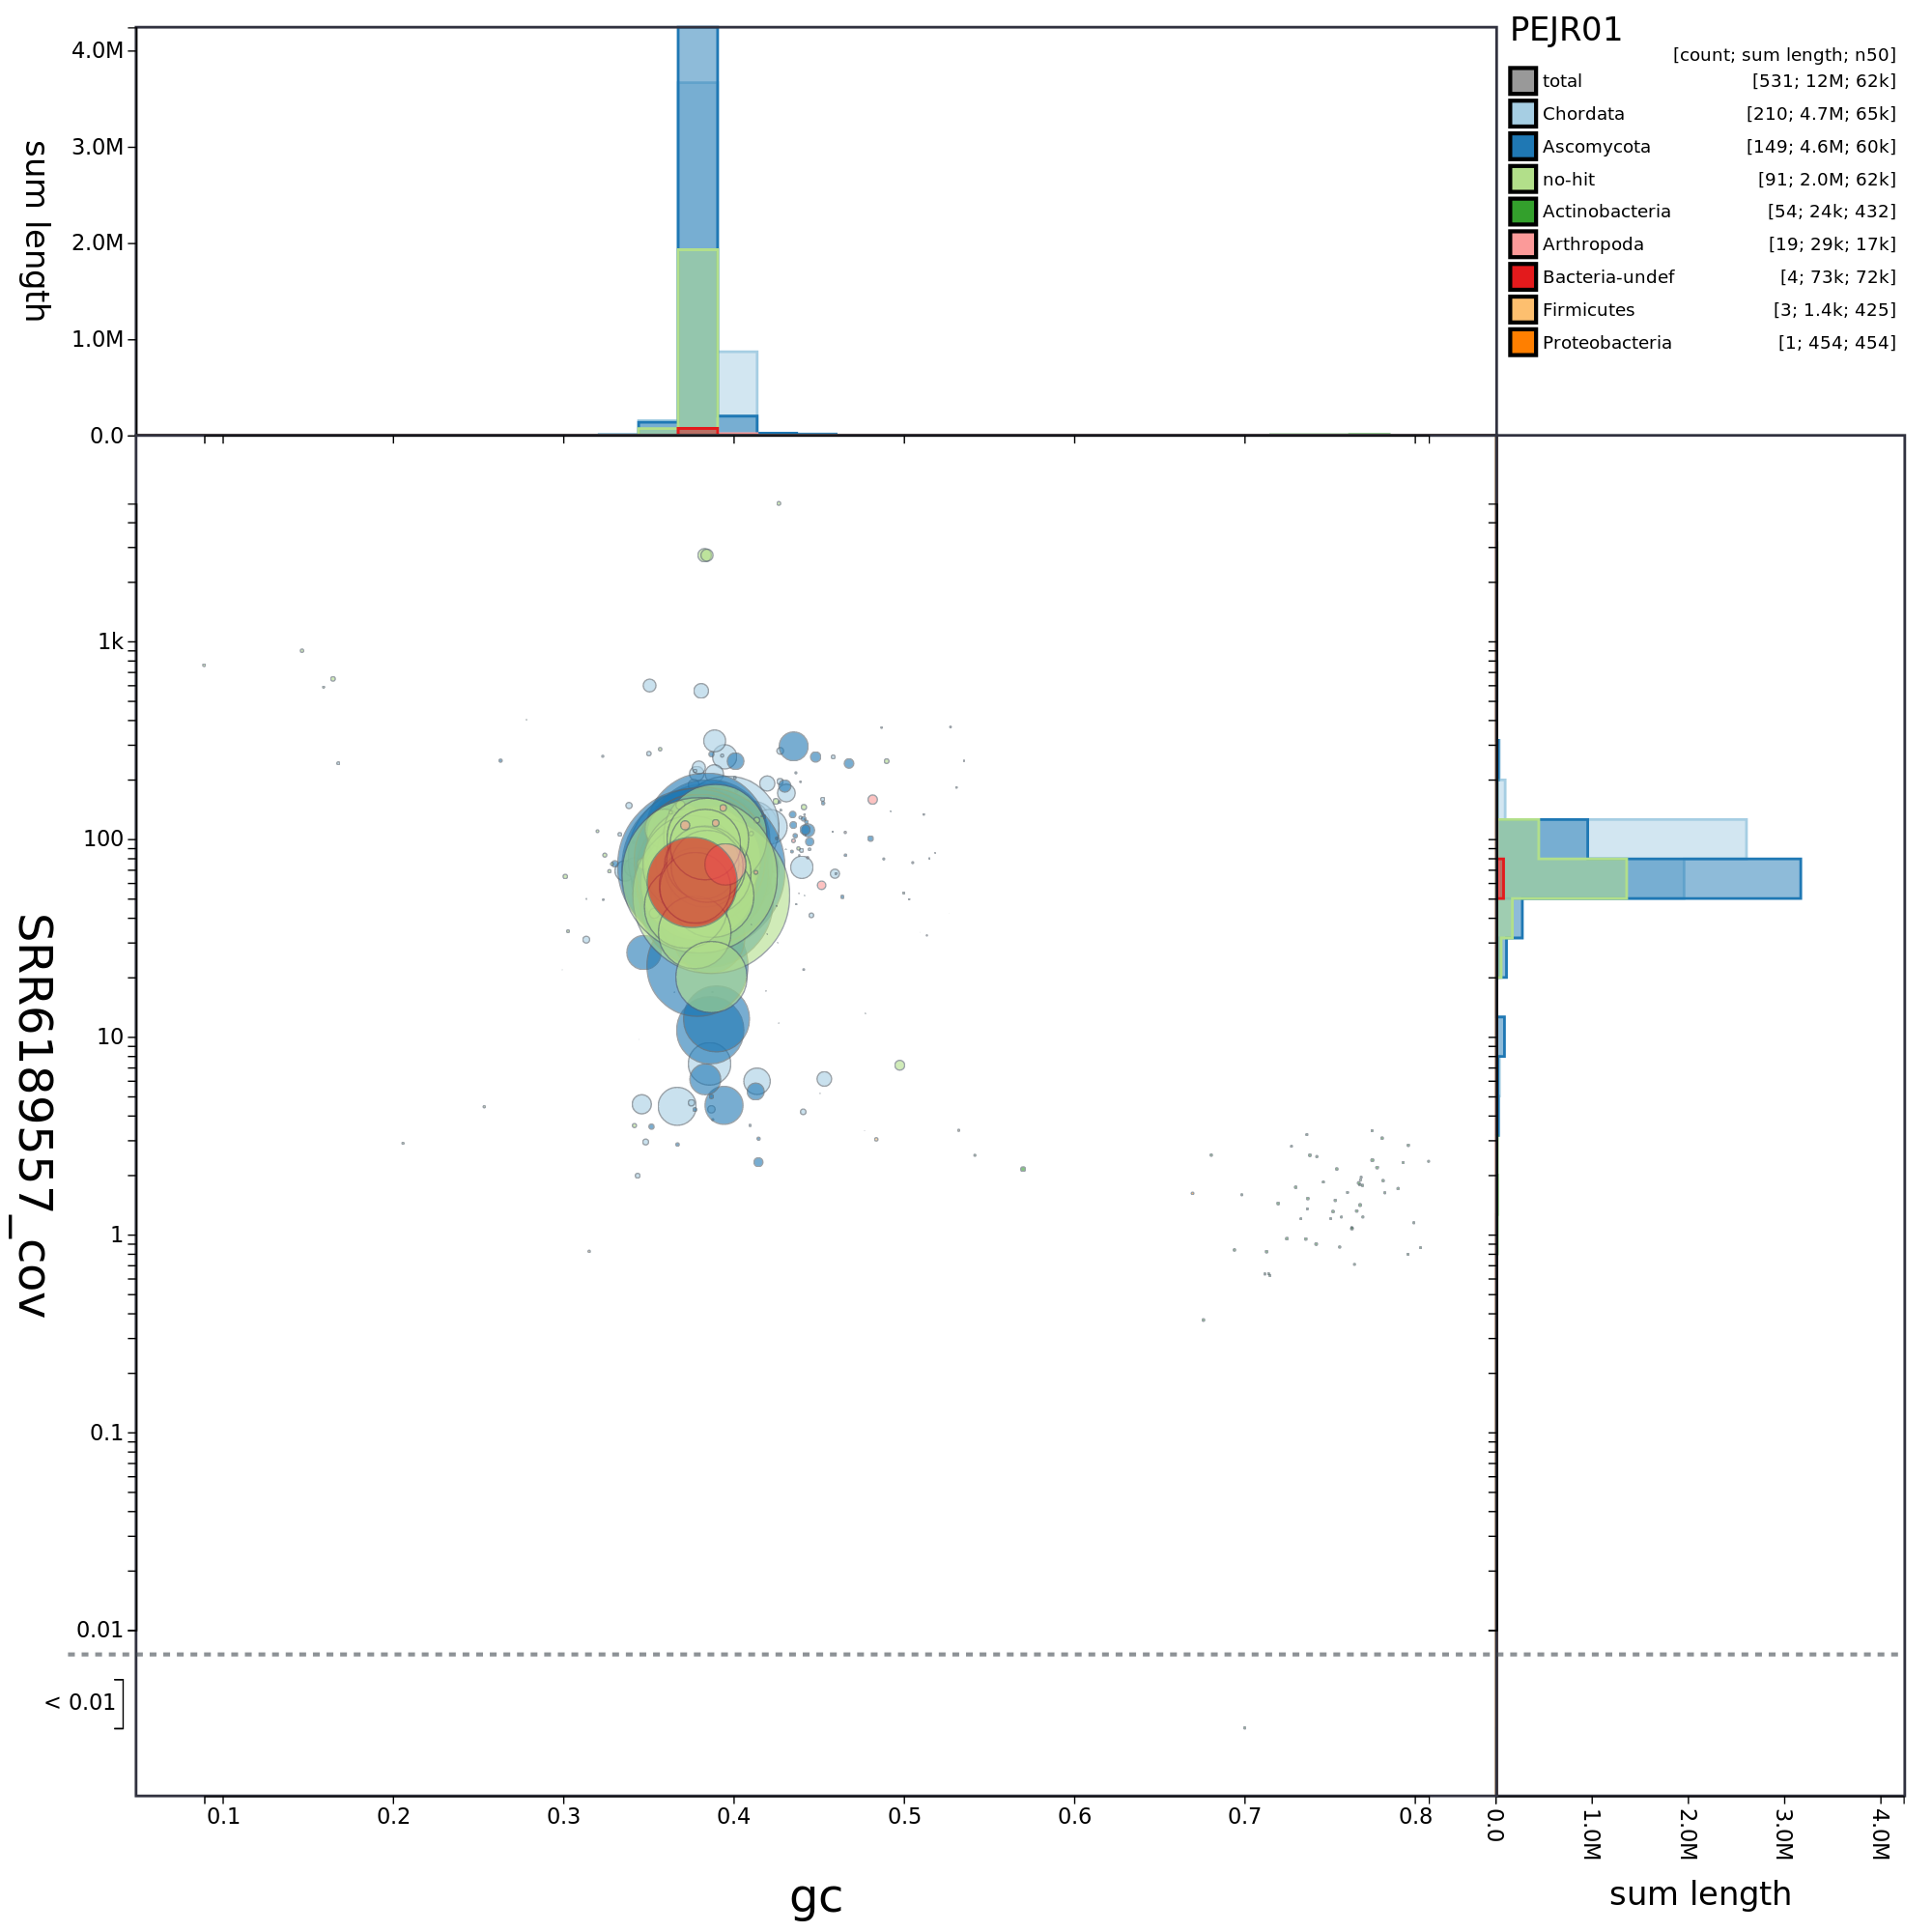 PEJR01
[count; sum length; n50]
total [531; 12M; 62k]
Chordata [210; 4.7M; 65k]
Ascomycota [149; 4.6M; 60k]
no-hit [91; 2.0M; 62k]
Actinobacteria [54; 24k; 432]
Arthropoda [19; 29k; 17k]
Bacteria-undef [4; 73k; 72k]
Firmicutes [3; 1.4k; 425]
Proteobacteria [1; 454; 454]
sum length
4.0M
3.0M
2.0M
1.0M
0.0
SRR6189557_cov
1k
100
10
1
0.1
0.01
< 0.01
0.1 0.2 0.3 0.4 0.5 0.6 0.7 0.8
gc
0.0 1.0M 2.0M 3.0M 4.0M
sum length